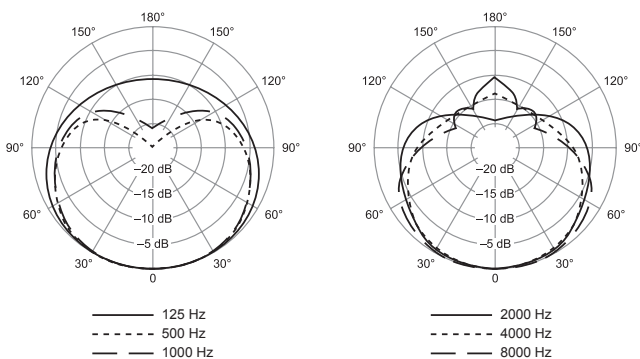 180°
150° 150°
120° 120°
90° 90°
60° 60°
30° 30°
0
–20 dB
–15 dB
–10 dB
–5 dB
125 Hz
500 Hz
1000 Hz
180°
150° 150°
120° 120°
90° 90°
60° 60°
30° 30°
0
–20 dB
–15 dB
–10 dB
–5 dB
2000 Hz
4000 Hz
8000 Hz